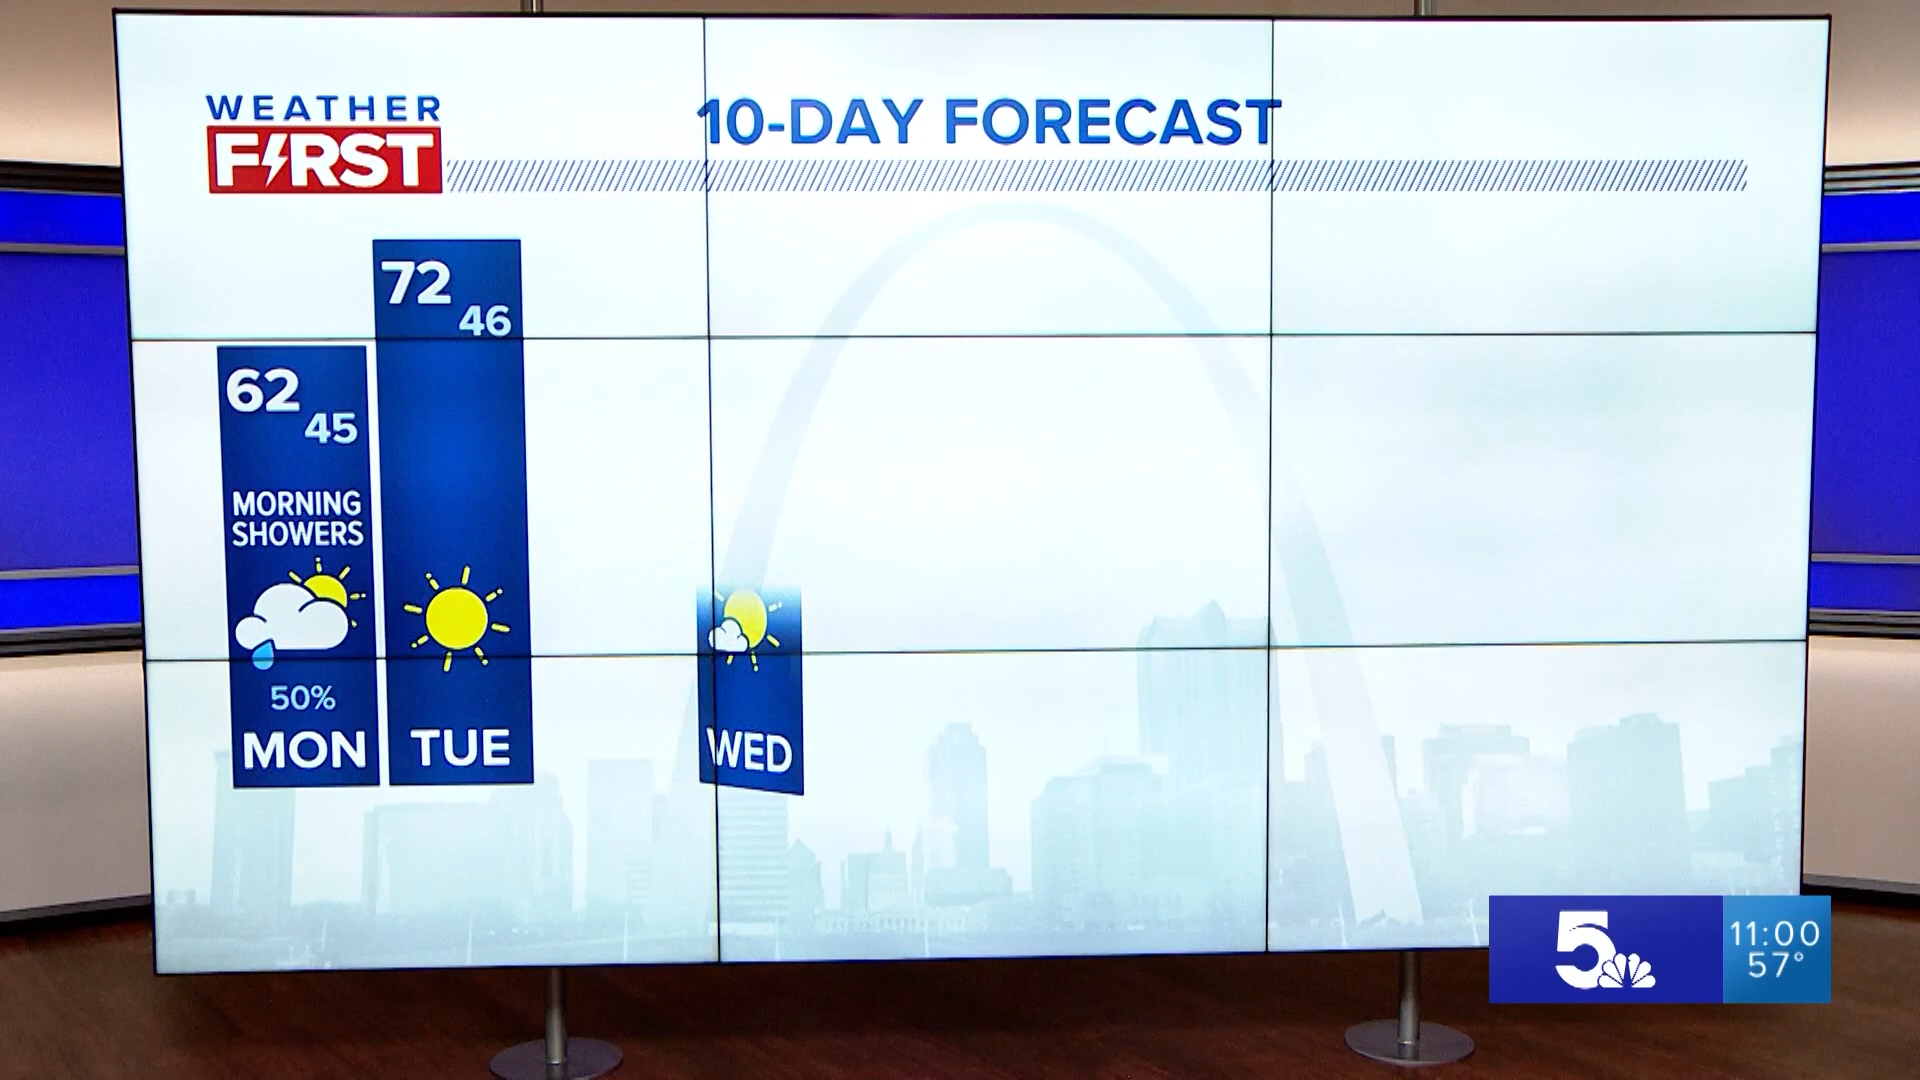 WEATHER
FIRST
10-DAY FORECAST
62
45
MORNING
SHOWERS
50%
MON
72
46
TUE
WED
5
11:00
57°